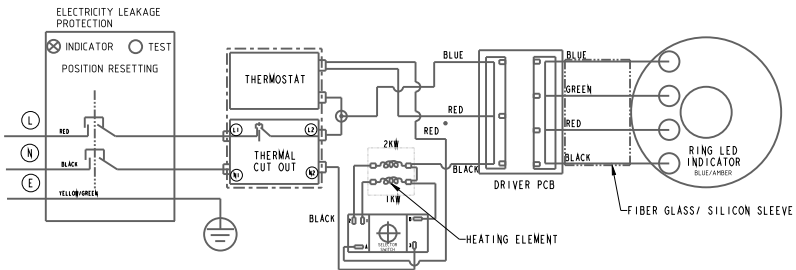 ELECTRICITY LEAKAGE
PROTECTION
INDICATOR
TEST
POSITION RESETTING
L
RED
N
BLACK
E
YELLOW/GREEN
THERMOSTAT
L1
L2
THERMAL
CUT OUT
N1
N2
BLUE
RED
RED
BLACK
2KW
1KW
BLACK
SELECTOR
SWITCH
A
B
3
HEATING ELEMENT
DRIVER PCB
BLUE
GREEN
RED
BLACK
RING LED
INDICATOR
BLUE/AMBER
FIBER GLASS/ SILICON SLEEVE